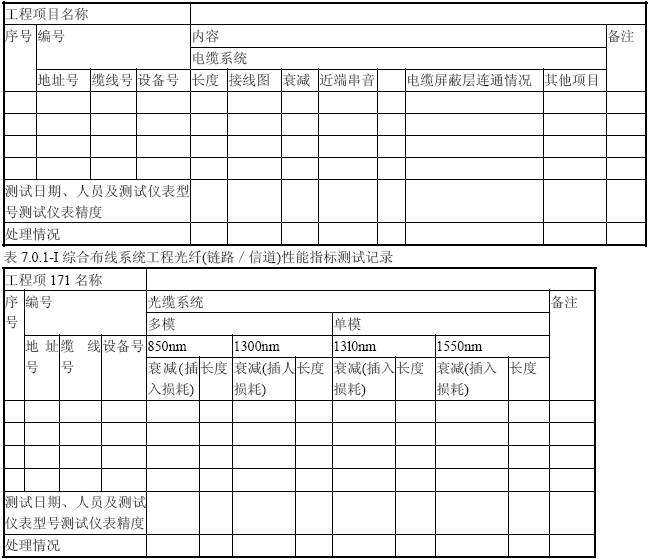 工程项目名称
序号 编号 内容 备注
电缆系统
地址号 缆线号 设备号 长度 接线图 衰减 近端串音 电缆屏蔽层连通情况 其他项目
测试日期、人员及测试仪表型
号测试仪表精度
处理情况
表 7.0.1-I 综合布线系统工程光纤(链路/信道)性能指标测试记录
工程项 171 名称
序 编号 光缆系统 备注
号
多模 单模
地 址 缆 线 设备号 850nm 1300nm 13l0nm 1550nm
号 号
衰减(插 长度 衰减(插人 长度 衰减(插入 长度 衰减(插入 长度
入损耗) 损耗) 损耗) 损耗)
测试日期、人员及测试
仪表型号测试仪表精度
处理情况